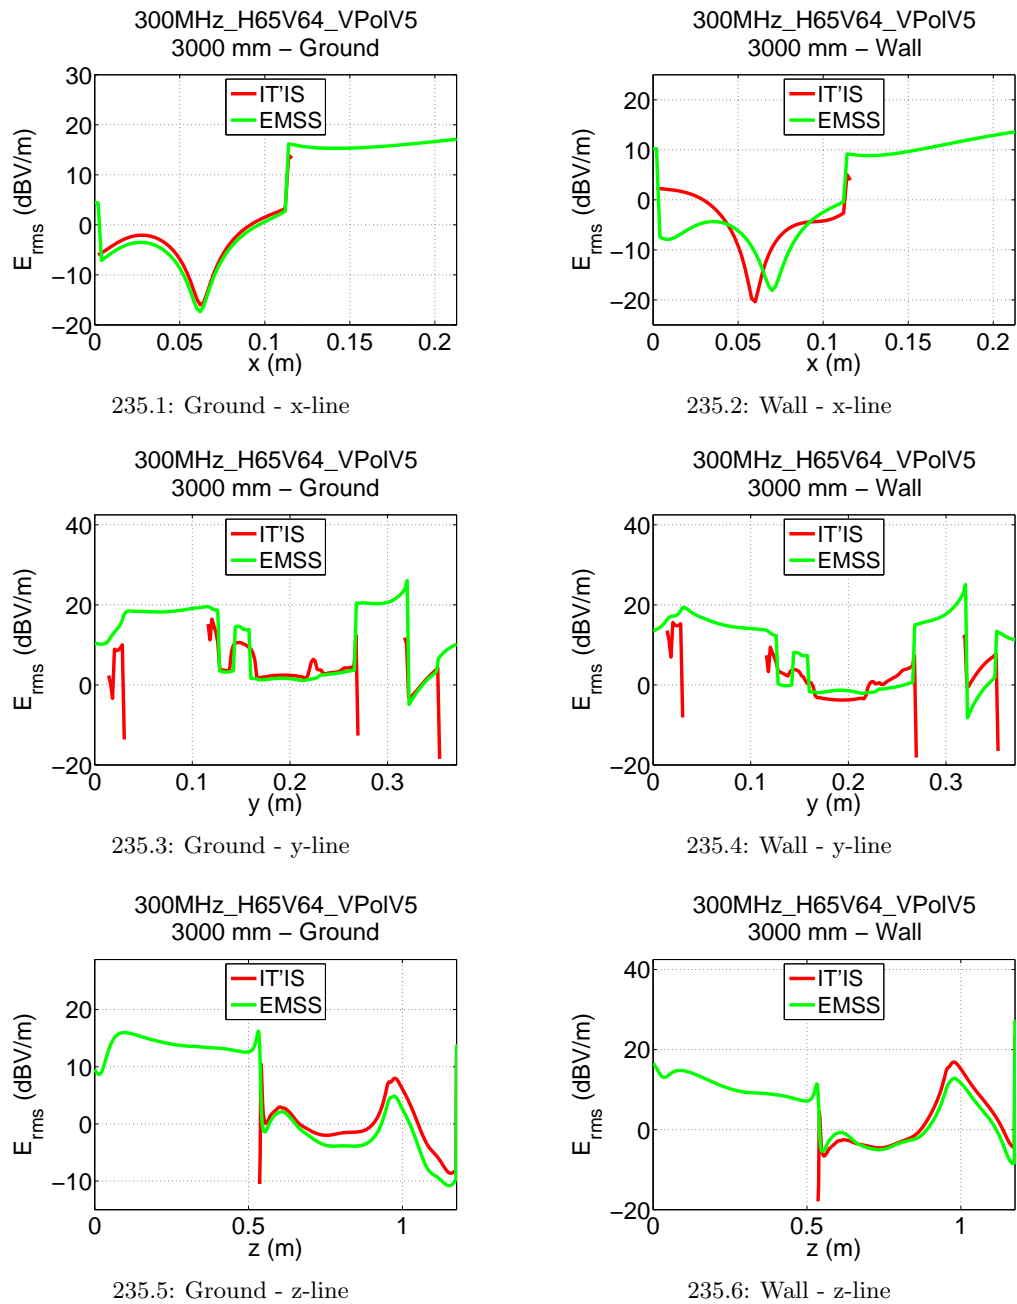 300MHz_H65V64_VPolV5
3000 mm – Ground
30
20
10
0
−10
−20
E_rms (dBV/m)
IT'IS
EMSS
0 0.05 0.1 0.15 0.2
x (m)
235.1: Ground - x-line
300MHz_H65V64_VPolV5
3000 mm – Wall
20
10
0
−10
−20
E_rms (dBV/m)
IT'IS
EMSS
0 0.05 0.1 0.15 0.2
x (m)
235.2: Wall - x-line
300MHz_H65V64_VPolV5
3000 mm – Ground
40
20
0
−20
E_rms (dBV/m)
IT'IS
EMSS
0 0.1 0.2 0.3
y (m)
235.3: Ground - y-line
300MHz_H65V64_VPolV5
3000 mm – Wall
40
20
0
−20
E_rms (dBV/m)
IT'IS
EMSS
0 0.1 0.2 0.3
y (m)
235.4: Wall - y-line
300MHz_H65V64_VPolV5
3000 mm – Ground
20
10
0
−10
E_rms (dBV/m)
IT'IS
EMSS
0 0.5 1
z (m)
235.5: Ground - z-line
300MHz_H65V64_VPolV5
3000 mm – Wall
40
20
0
−20
E_rms (dBV/m)
IT'IS
EMSS
0 0.5 1
z (m)
235.6: Wall - z-line